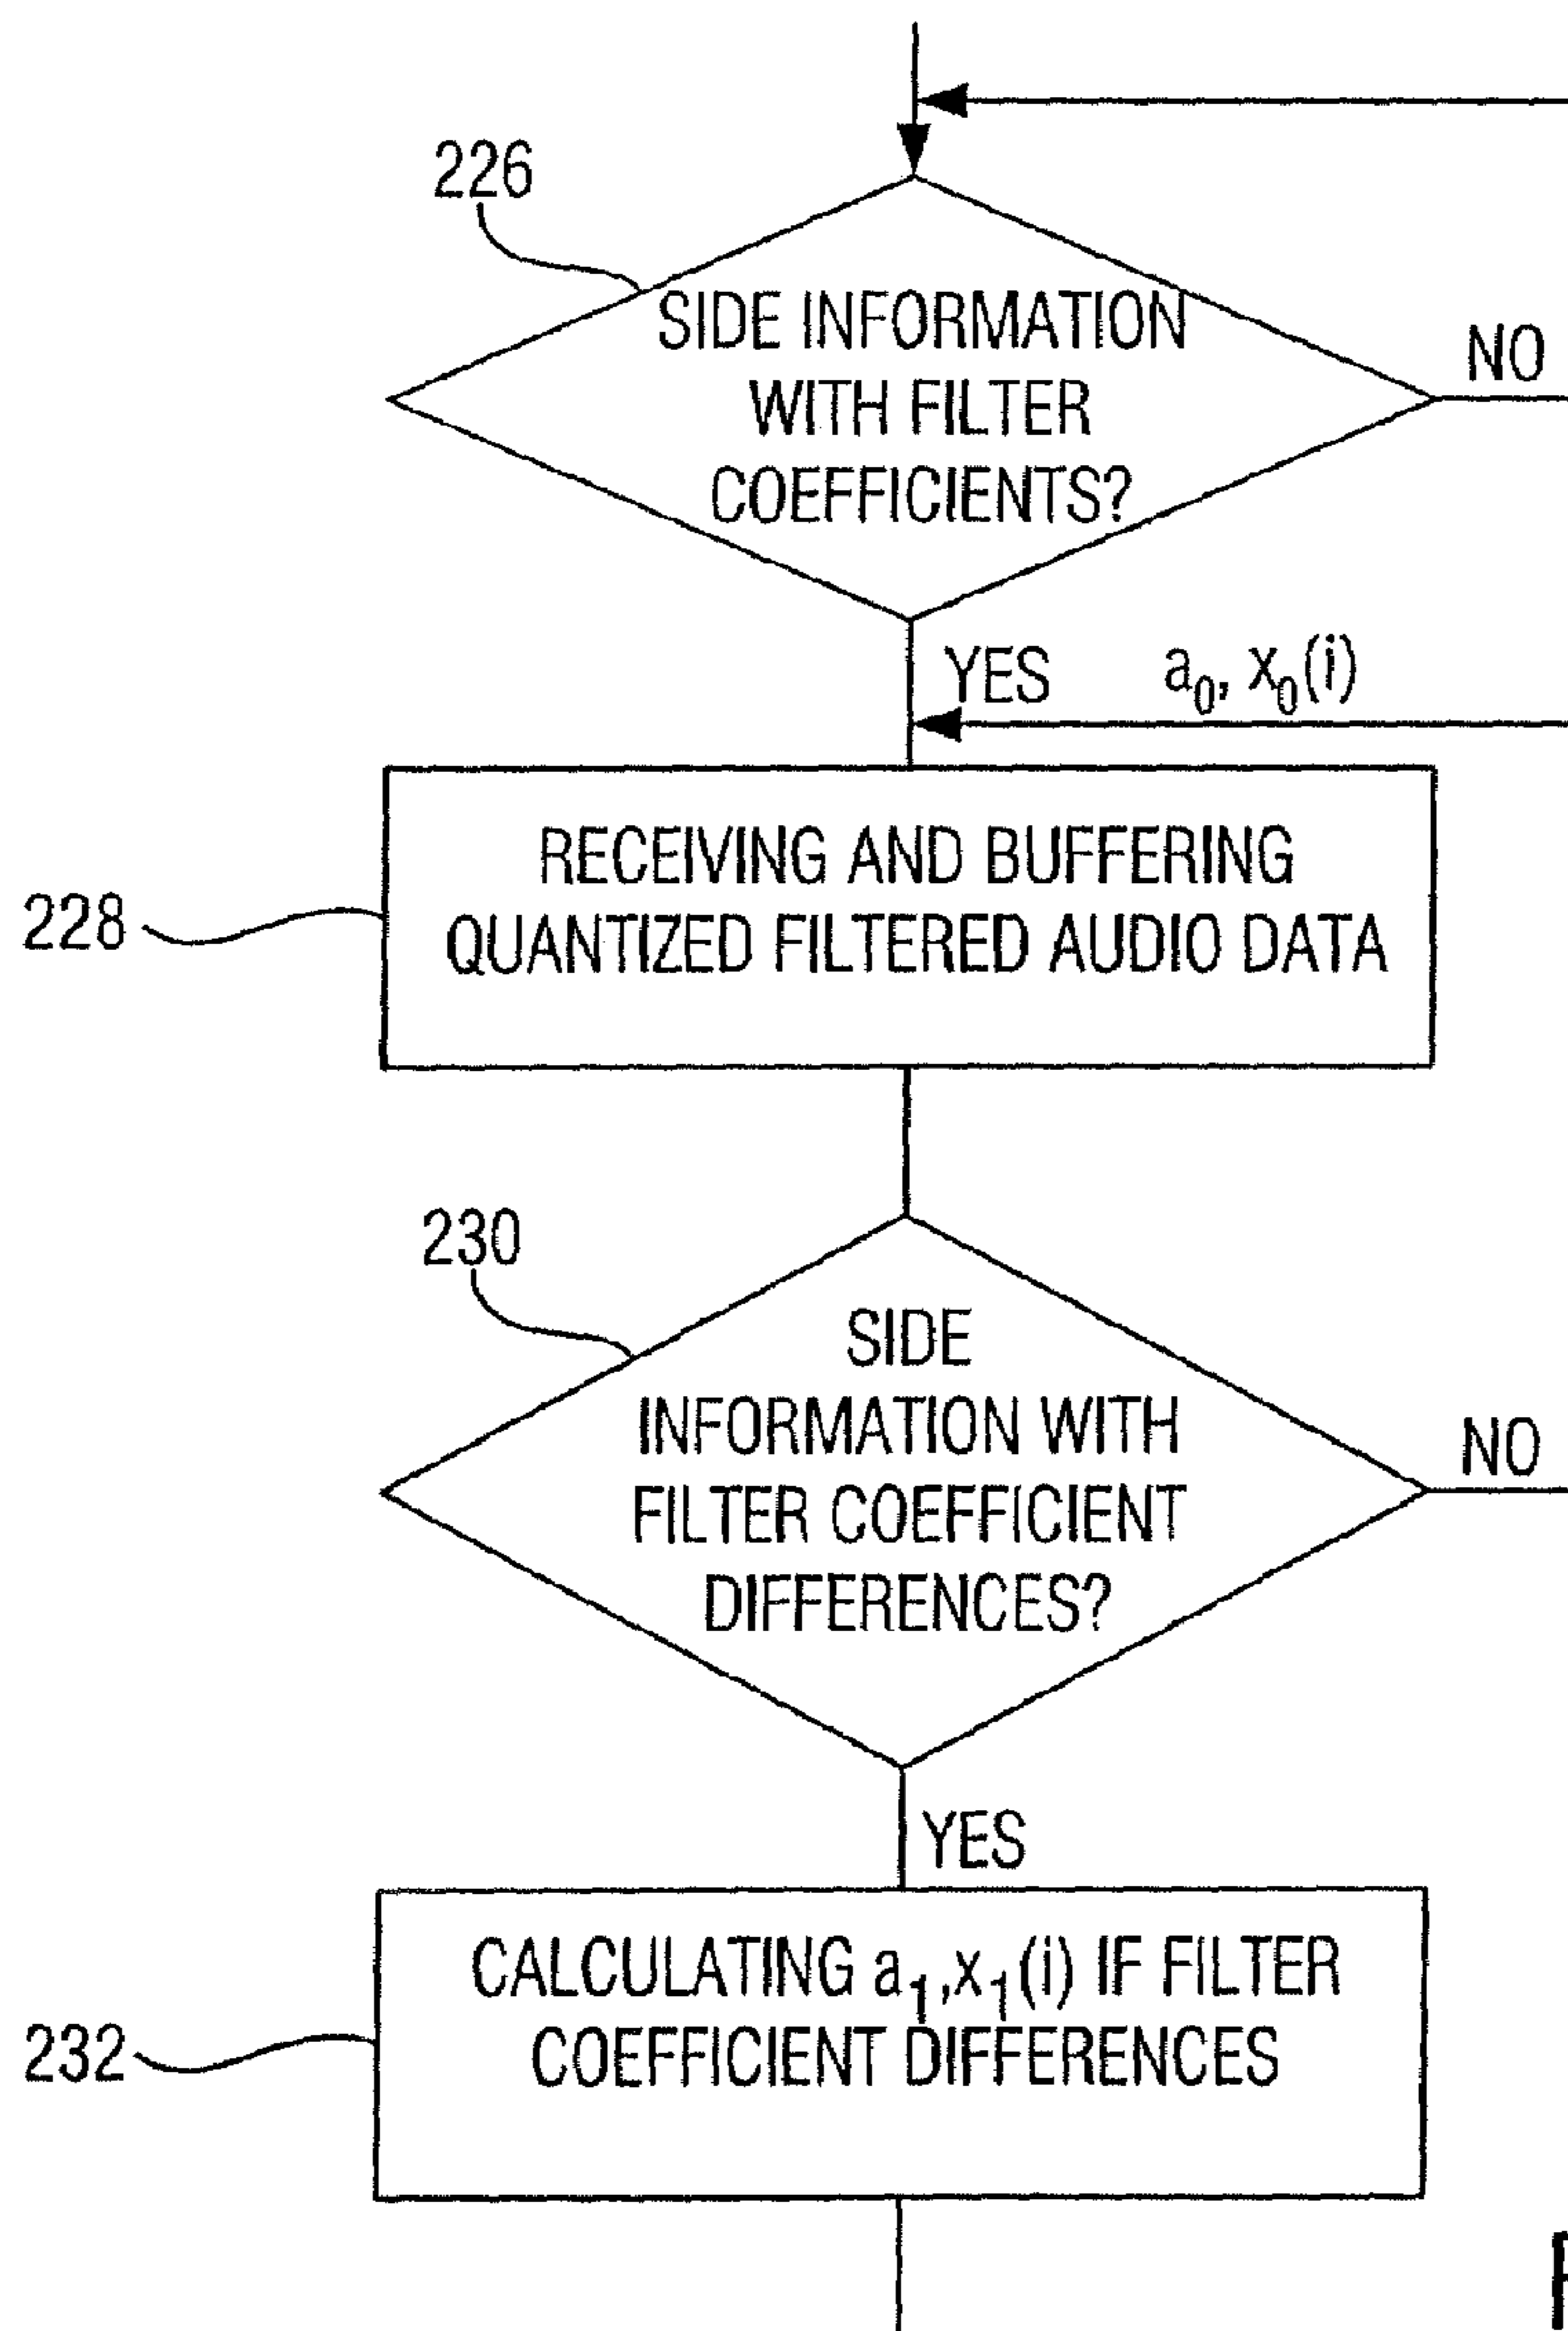 226
SIDE INFORMATION
WITH FILTER
COEFFICIENTS?
NO
YES
a₀, x₀(i)
RECEIVING AND BUFFERING
QUANTIZED FILTERED AUDIO DATA
228
230
SIDE
INFORMATION WITH
FILTER COEFFICIENT
DIFFERENCES?
NO
YES
CALCULATING a₁,x₁(i) IF FILTER
COEFFICIENT DIFFERENCES
232